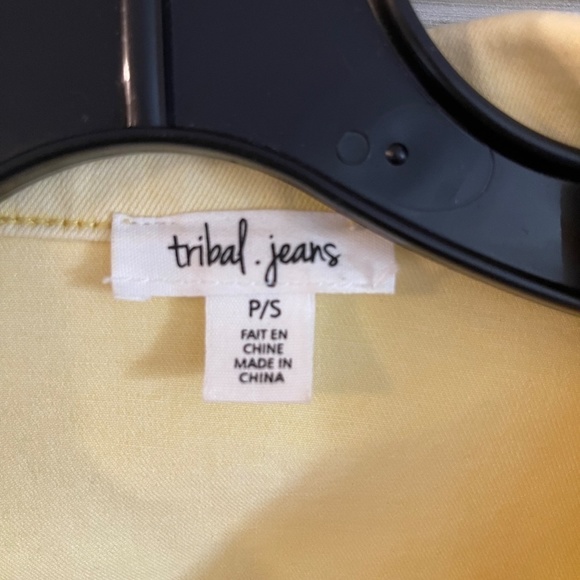 tribal . jeans
P/S
FAIT EN
CHINE
MADE IN
CHINA